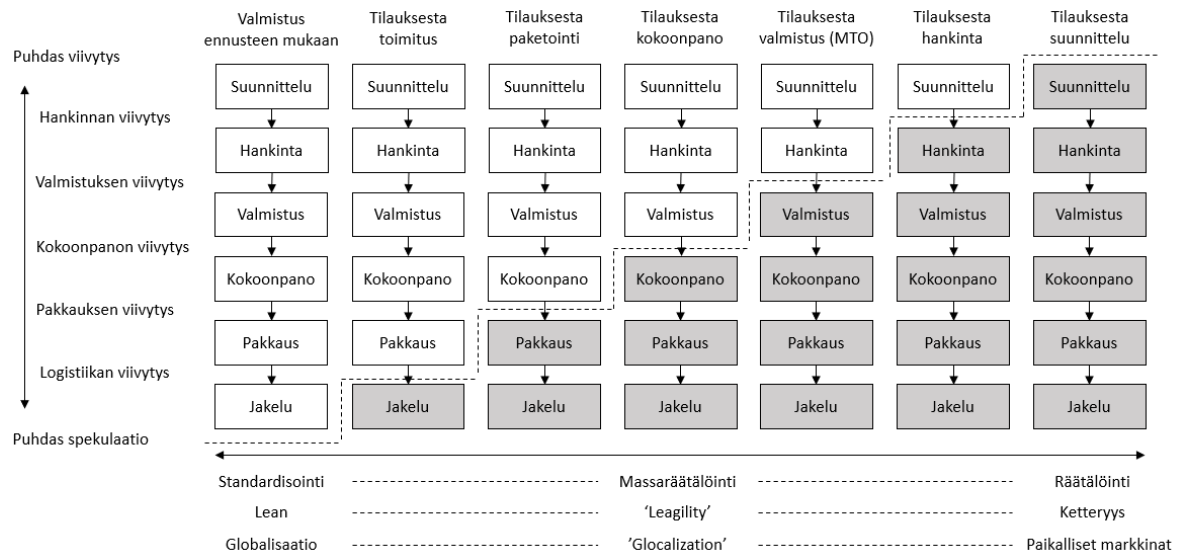 Valmistus ennusteen mukaan
Tilauksesta toimitus
Tilauksesta paketointi
Tilauksesta kokoonpano
Tilauksesta valmistus (MTO)
Tilauksesta hankinta
Tilauksesta suunnittelu
Puhdas viivytys
Suunnittelu Suunnittelu Suunnittelu Suunnittelu Suunnittelu Suunnittelu Suunnittelu
Hankinnan viivytys
Hankinta Hankinta Hankinta Hankinta Hankinta Hankinta Hankinta
Valmistuksen viivytys
Valmistus Valmistus Valmistus Valmistus Valmistus Valmistus Valmistus
Kokoonpanon viivytys
Kokoonpano Kokoonpano Kokoonpano Kokoonpano Kokoonpano Kokoonpano Kokoonpano
Pakkauksen viivytys
Pakkaus Pakkaus Pakkaus Pakkaus Pakkaus Pakkaus Pakkaus
Logistiikan viivytys
Jakelu Jakelu Jakelu Jakelu Jakelu Jakelu Jakelu
Puhdas spekulaatio
Standardisointi Massaräätälöinti Räätälöinti
Lean ‘Leagility’ Ketteryys
Globalisaatio ’Glocalization’ Paikalliset markkinat